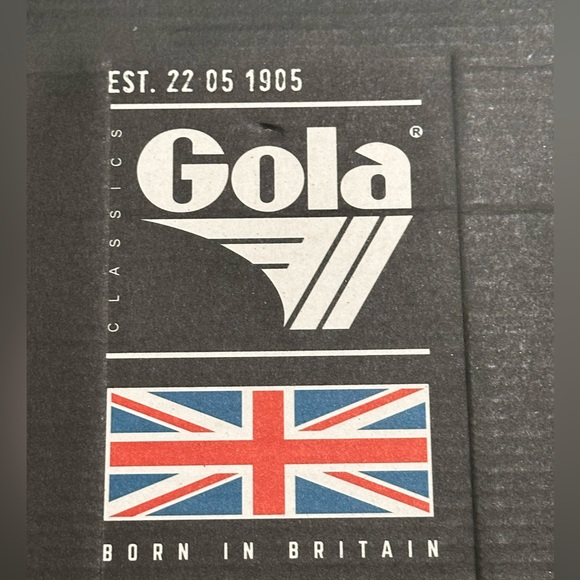 EST. 22 05 1905
CLASSICS
Gola®
BORN IN BRITAIN